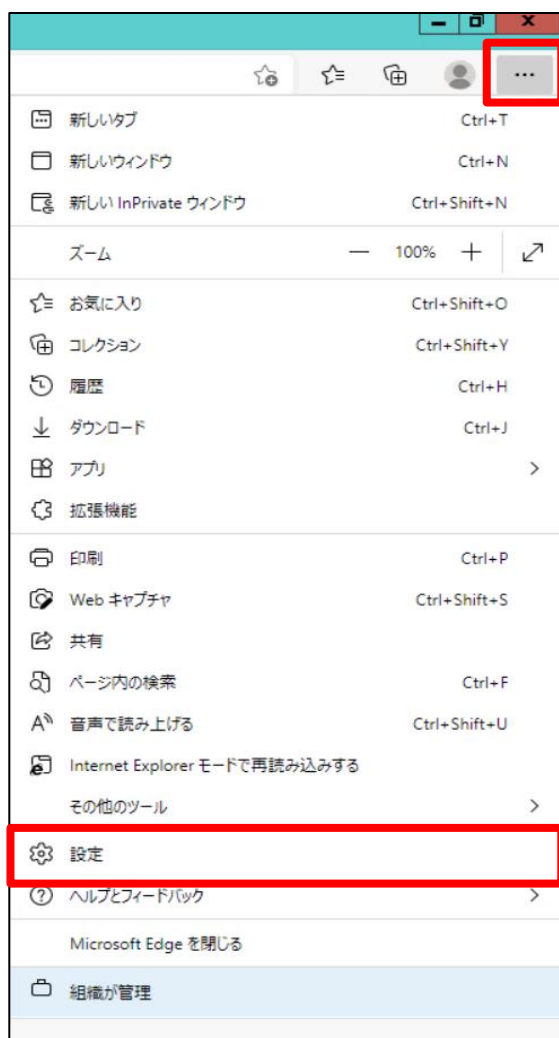 新しいタブ Ctrl+T
新しいウィンドウ Ctrl+N
新しい InPrivate ウィンドウ Ctrl+Shift+N
ズーム — 100% +
お気に入り Ctrl+Shift+O
コレクション Ctrl+Shift+Y
履歴 Ctrl+H
ダウンロード Ctrl+J
アプリ
拡張機能
印刷 Ctrl+P
Web キャプチャ Ctrl+Shift+S
共有
ページ内の検索 Ctrl+F
音声で読み上げる Ctrl+Shift+U
Internet Explorer モードで再読み込みする
その他のツール
設定
ヘルプとフィードバック
Microsoft Edge を閉じる
組織が管理